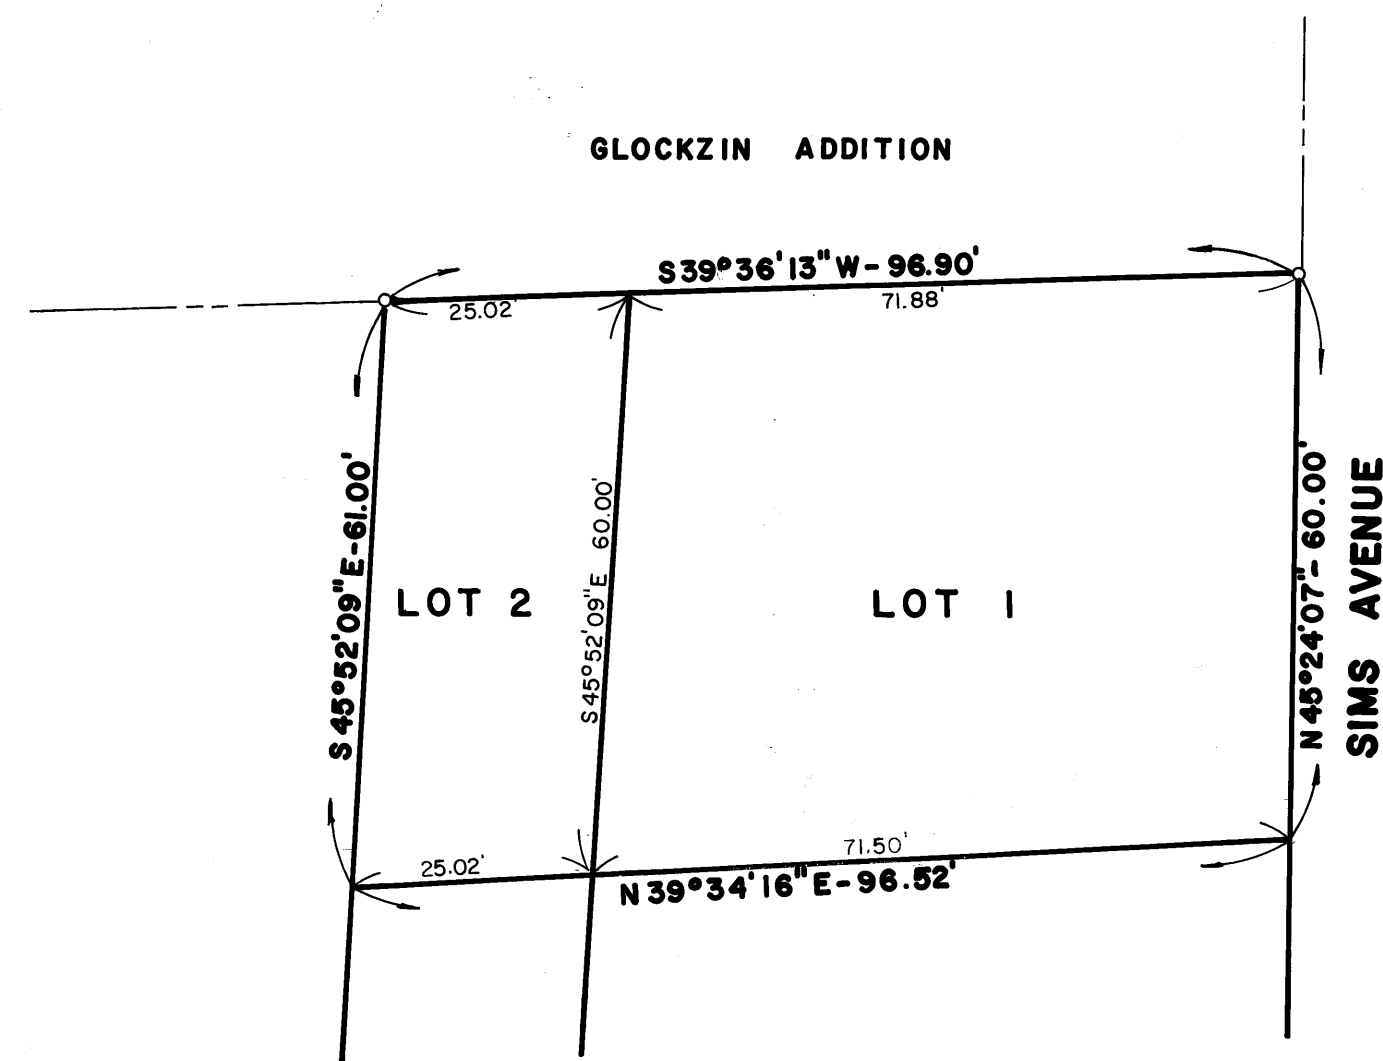 GLOCKZIN ADDITION
S39°36'13"W-96.90'
25.02'
71.88'
S45°52'09"E-61.00'
S45°52'09"E 60.00'
N45°24'07"-60.00'
SIMS AVENUE
LOT 2
LOT 1
25.02'
71.50'
N39°34'16"E-96.52'